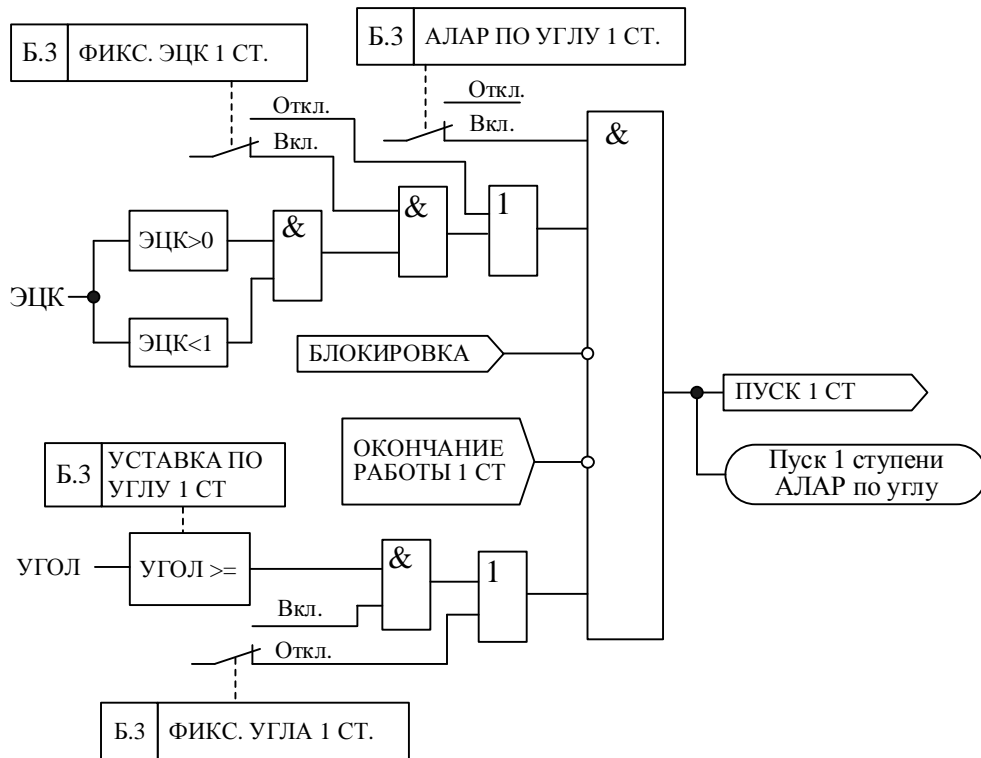 Б.3 ФИКС. ЭЦК 1 СТ.
Б.3 АЛАР ПО УГЛУ 1 СТ.
Откл.
Вкл.
Откл.
Вкл.
&
&
1
&
ЭЦК>0
ЭЦК
ЭЦК<1
БЛОКИРОВКА
ПУСК 1 СТ
ОКОНЧАНИЕ
РАБОТЫ 1 СТ
Пуск 1 ступени
АЛАР по углу
Б.3 УСТАВКА ПО
УГЛУ 1 СТ
УГОЛ
УГОЛ >=
&
1
Вкл.
Откл.
Б.3 ФИКС. УГЛА 1 СТ.